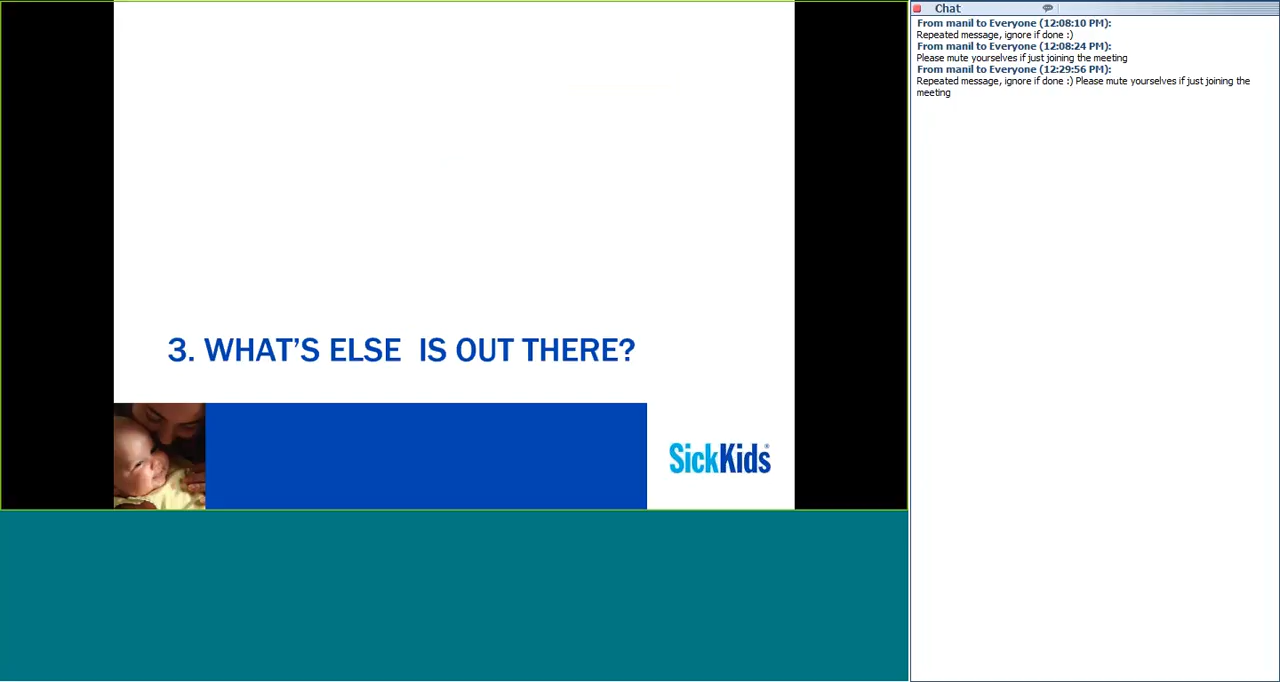 3. WHAT’S ELSE  IS OUT THERE?
SickKids®
Chat
From manil to Everyone (12:08:10 PM):
Repeated message, ignore if done :)
From manil to Everyone (12:08:24 PM):
Please mute yourselves if just joining the meeting
From manil to Everyone (12:29:56 PM):
Repeated message, ignore if done :) Please mute yourselves if just joining the
meeting